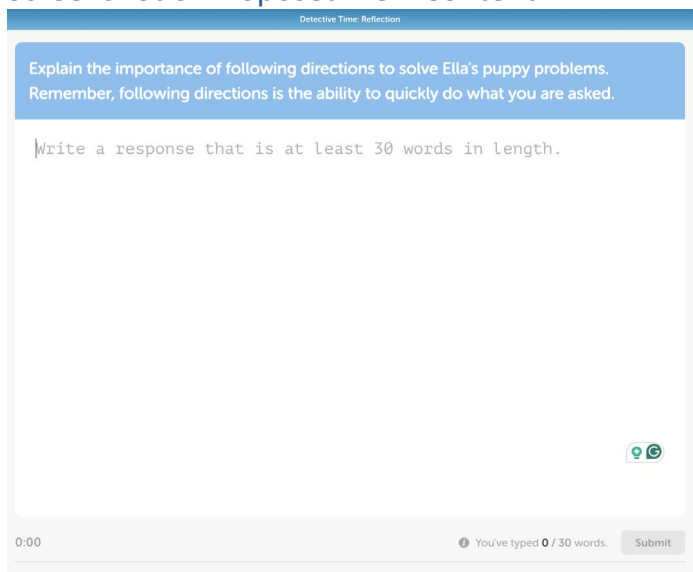 Detective Time: Reflection
Explain the importance of following directions to solve Ella's puppy problems.
Remember, following directions is the ability to quickly do what you are asked.
Write a response that is at least 30 words in length.
0:00
You've typed 0 / 30 words.
Submit